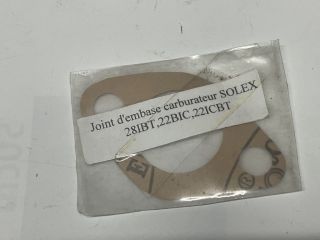 Joint d'embase carburateur SOLEX
28IBT,22BIC,22ICBT